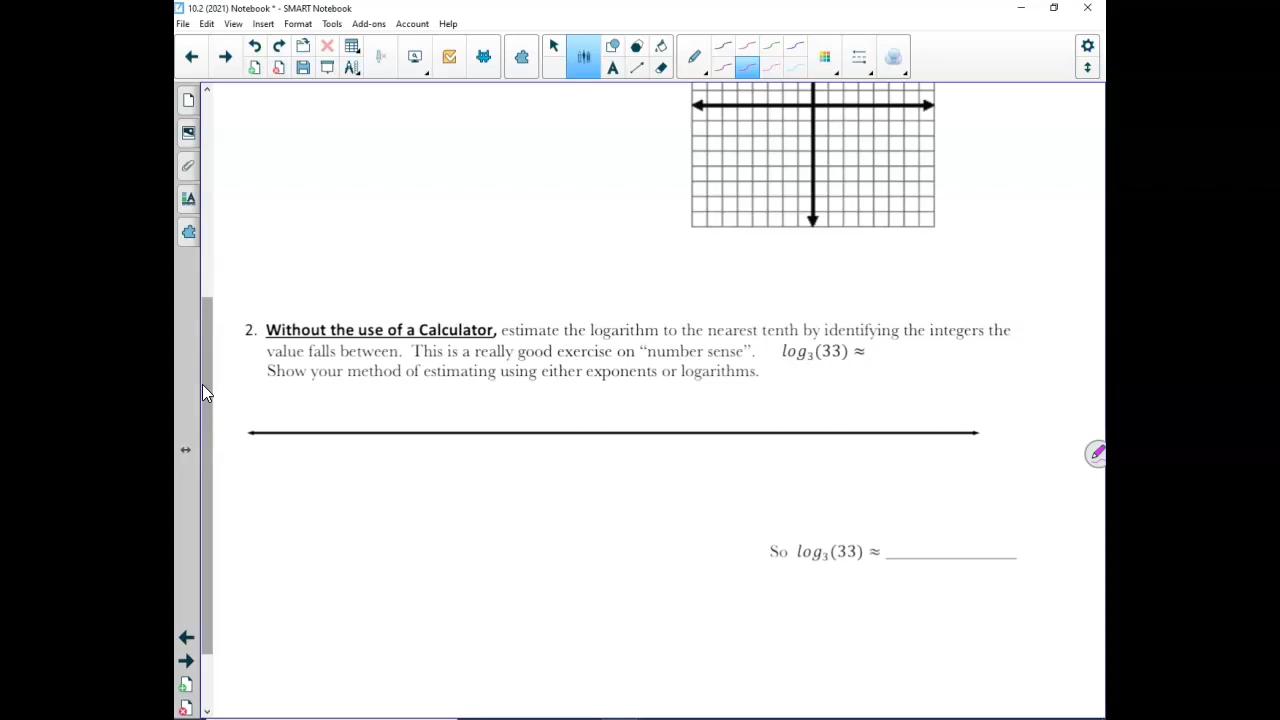 10.2 (2021) Notebook * - SMART Notebook
File Edit View Insert Format Tools Add-ons Account Help
2. Without the use of a Calculator, estimate the logarithm to the nearest tenth by identifying the integers the
value falls between. This is a really good exercise on “number sense”. log₃(33) ≈
Show your method of estimating using either exponents or logarithms.
So log₃(33) ≈ ____________